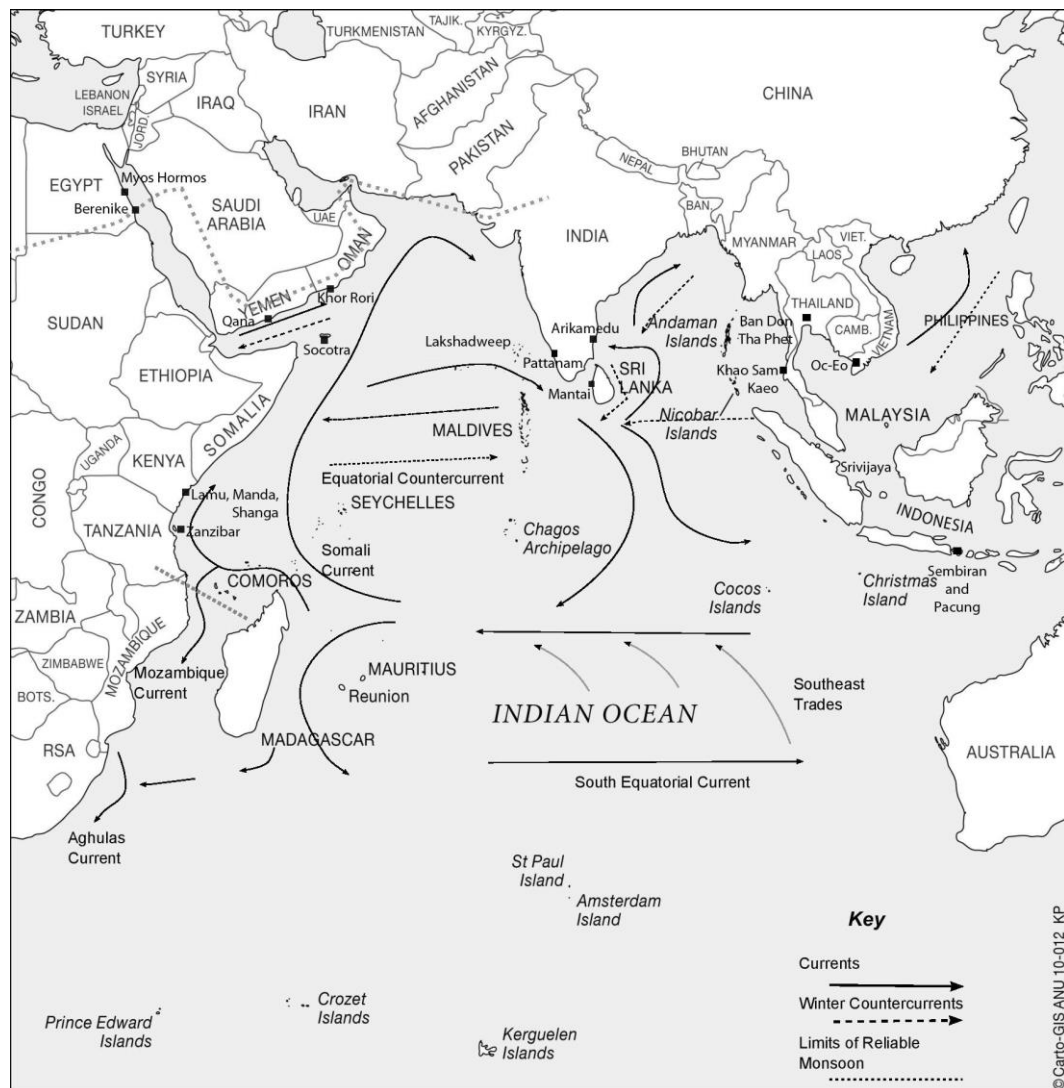 TURKEY
TURKMENISTAN
TAJIK.
KYRGYZ.
SYRIA
LEBANON
ISRAEL
JORD.
IRAQ
IRAN
AFGHANISTAN
PAKISTAN
CHINA
NEPAL
BHUTAN
EGYPT
Myos Hormos
Berenike
SAUDI
ARABIA
UAE
OMAN
BAN.
INDIA
MYANMAR
VIET.
LAOS
YEMEN
Khor Rori
Qana
SUDAN
Socotra
Lakshadweep
Arikamedu
Pattanam
Andaman
Islands
Ban Don
Tha Phet
THAILAND
CAMB.
VIETNAM
PHILIPPINES
ETHIOPIA
SOMALIA
Mantai
SRI
LANKA
Khao Sam
Kaeo
Oc-Eo
Nicobar
Islands
MALAYSIA
MALDIVES
UGANDA
KENYA
CONGO
Equatorial Countercurrent
SEYCHELLES
Srivijaya
INDONESIA
Lamu, Manda,
Shanga
TANZANIA
Zanzibar
Chagos
Archipelago
Somali
Current
COMOROS
Cocos
Islands
Christmas
Island
Sembiran
and
Pacung
ZAMBIA
ZIMBABWE
MOZAMBIQUE
BOTS.
Mozambique
Current
MAURITIUS
Reunion
Southeast
Trades
INDIAN OCEAN
RSA
MADAGASCAR
AUSTRALIA
South Equatorial Current
Aghulas
Current
St Paul
Island
Amsterdam
Island
Key
Currents
Winter Countercurrents
Limits of Reliable
Monsoon
Prince Edward
Islands
Crozet
Islands
Kerguelen
Islands
©Carto-GIS ANU 10-012 KP